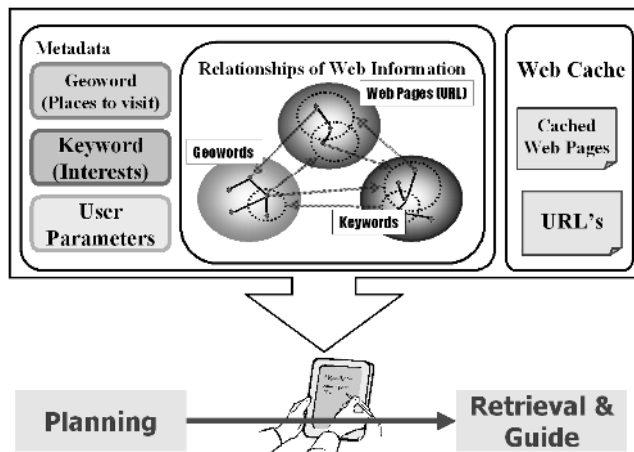 Metadata
Geoword
(Places to visit)
Keyword
(Interests)
User
Parameters
Relationships of Web Information
Web Pages (URL)
Geowords
Keywords
Web Cache
Cached
Web Pages
URL's
Planning
Retrieval &
Guide